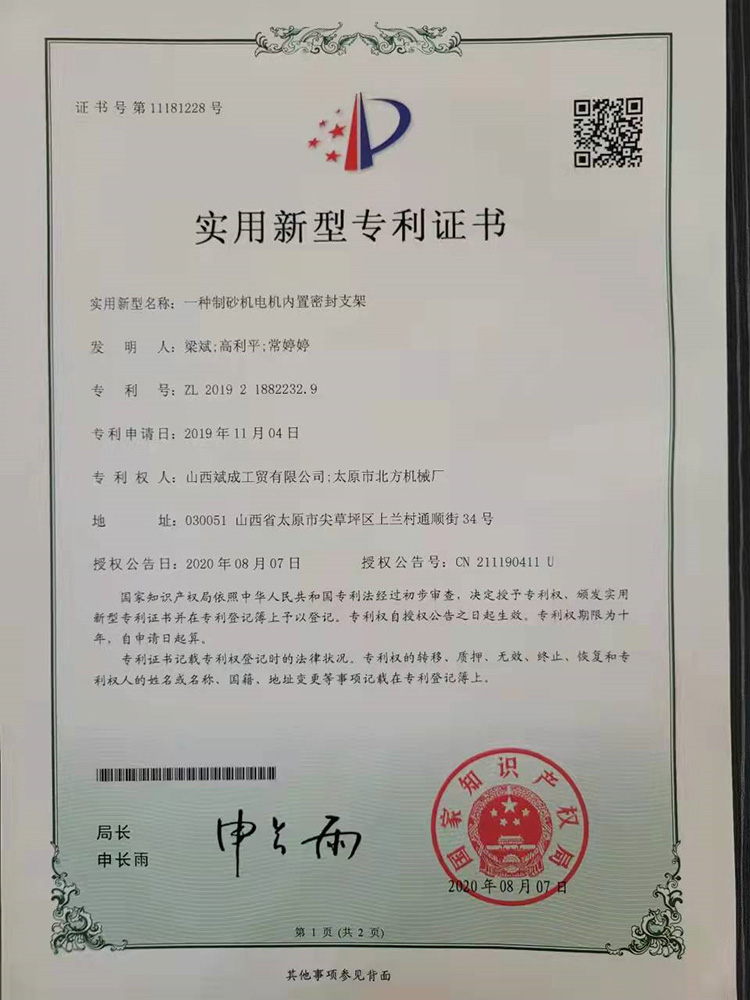 证书号第11181228号
实用新型专利证书
实用新型名称：一种制砂机电机内置密封支架
发明人：梁斌;高利平;常婷婷
专利号：ZL 2019 2 1882232.9
专利申请日：2019年11月04日
专利权人：山西斌成工贸有限公司;太原市北方机械厂
地址：030051 山西省太原市尖草坪区上兰村通顺街34号
授权公告日：2020年08月07日 授权公告号：CN 211190411 U
国家知识产权局依照中华人民共和国专利法经过初步审查，决定授予专利权，颁发实用
新型专利证书并在专利登记簿上予以登记。专利权自授权公告之日起生效。专利权期限为十
年，自申请日起算。
专利证书记载专利权登记时的法律状况。专利权的转移、质押、无效、终止、恢复和专
利权人的姓名或名称、国籍、地址变更等事项记载在专利登记簿上。
局长
申长雨
申长雨
国家知识产权局
2020年08月07日
第1页(共2页)
其他事项参见背面